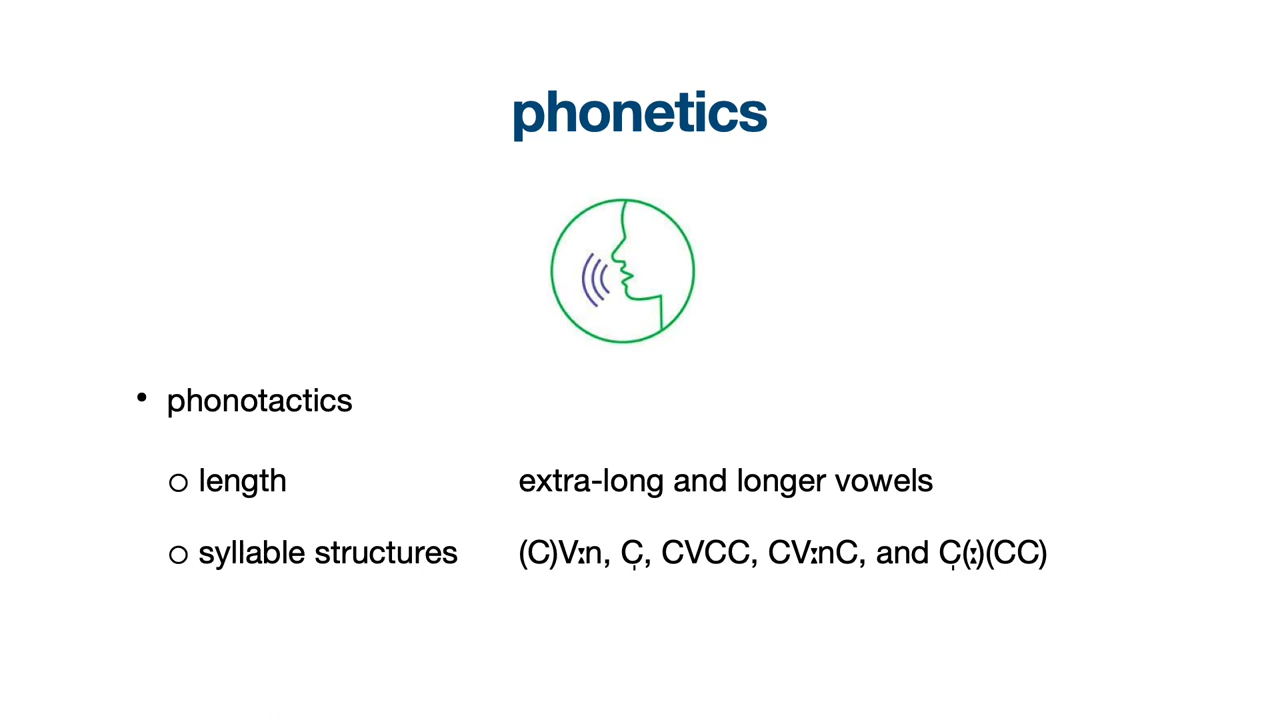 phonetics
• phonotactics
○ length extra-long and longer vowels
○ syllable structures (C)Vːn, C̩, CVCC, CVːnC, and C̩(ː)(CC)